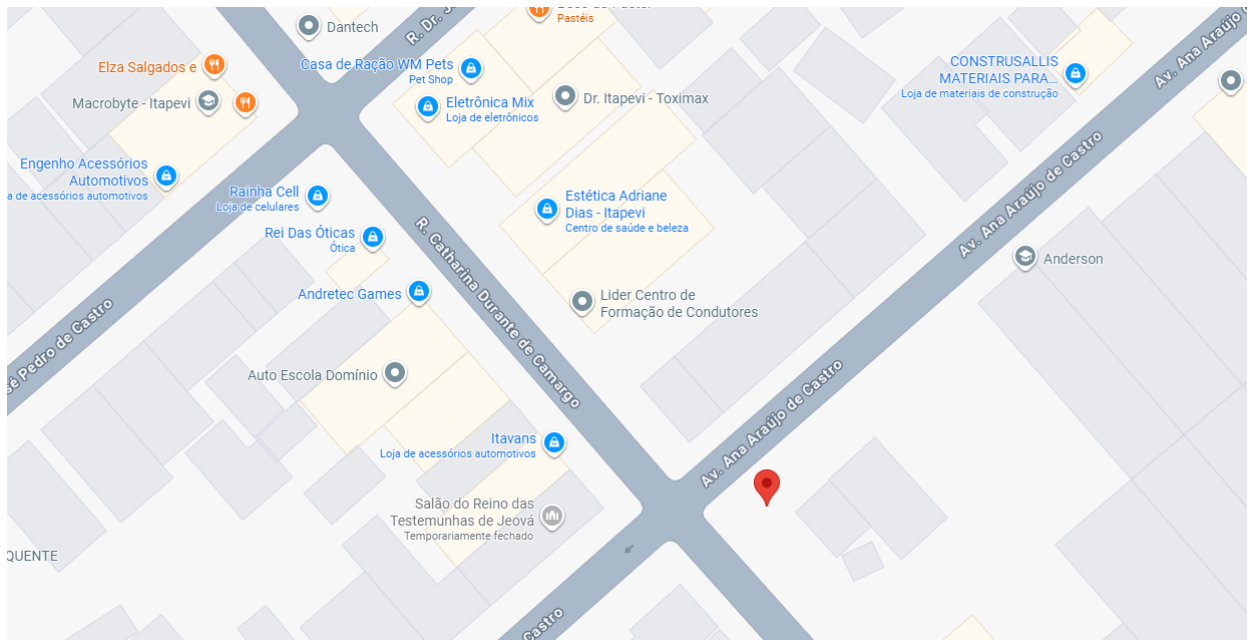 Dantech
R. Dr. J
Pastéis
Elza Salgados e
Casa de Ração WM Pets
Pet Shop
Macrobyte - Itapevi
Eletrônica Mix
Loja de eletrônicos
Dr. Itapevi - Toximax
CONSTRUSALLIS
MATERIAIS PARA...
Loja de materiais de construção
Av. Ana Araújo
Av. Ana Araújo de Castro
Engenho Acessórios
Automotivos
a de acessórios automotivos
Rainha Cell
Loja de celulares
Estética Adriane
Dias - Itapevi
Centro de saúde e beleza
Rei Das Óticas
Ótica
R. Catharina Durante de Camargo
Anderson
Andretec Games
Lider Centro de
Formação de Condutores
sé Pedro de Castro
Auto Escola Domínio
Av. Ana Araújo de Castro
Itavans
Loja de acessórios automotivos
Salão do Reino das
Testemunhas de Jeová
Temporariamente fechado
QUENTE
Castro